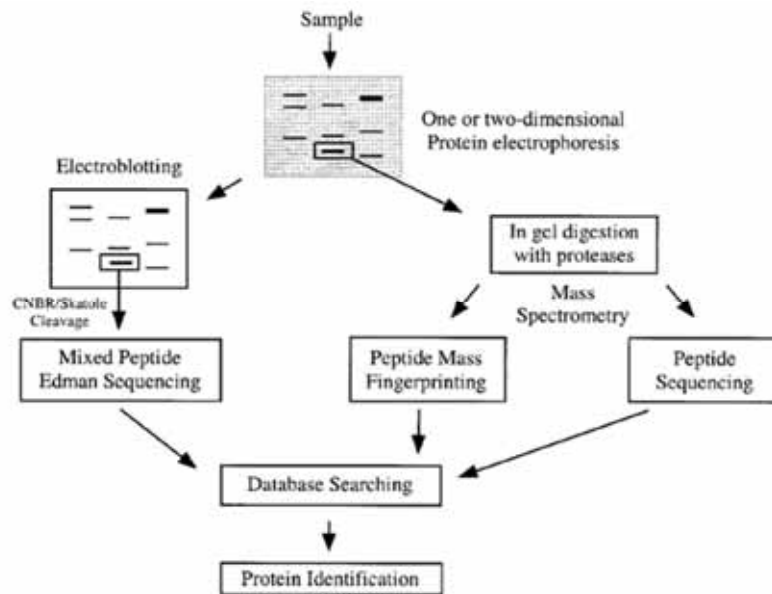 Sample
One or two-dimensional
Protein electrophoresis
Electroblotting
In gel digestion
with proteases
CNBR/Skatole
Cleavage
Mass
Spectrometry
Mixed Peptide
Edman Sequencing
Peptide Mass
Fingerprinting
Peptide
Sequencing
Database Searching
Protein Identification